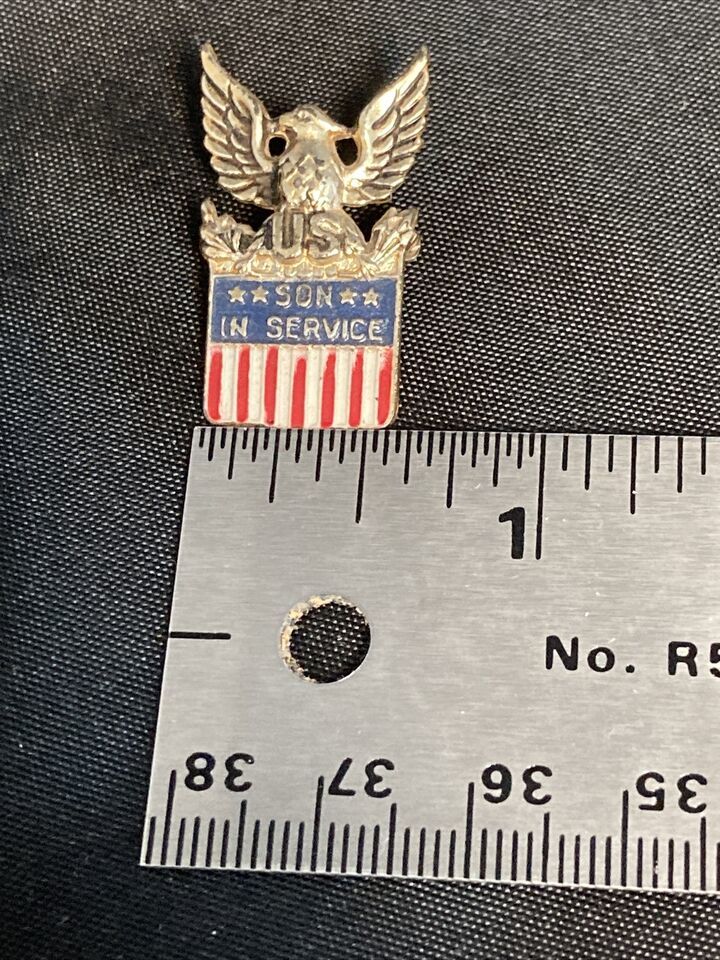 US
★★SON★★
IN SERVICE
1
No. R5
38 37 36 35